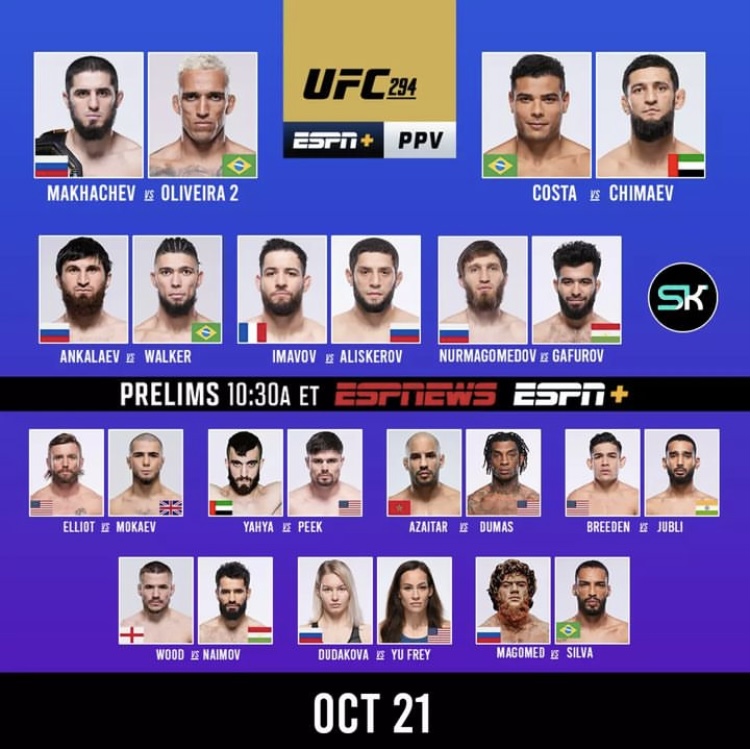 UFC 294
ESPN+ PPV
MAKHACHEV VS OLIVEIRA 2
COSTA VS CHIMAEV
SK
ANKALAEV VS WALKER
IMAVOV VS ALISKEROV
NURMAGOMEDOV VS GAFUROV
PRELIMS 10:30A ET ESPNEWS ESPN+
ELLIOT VS MOKAEV
YAHYA VS PEEK
AZAITAR VS DUMAS
BREEDEN VS JUBLI
WOOD VS NAIMOV
DUDAKOVA VS YU FREY
MAGOMED VS SILVA
OCT 21